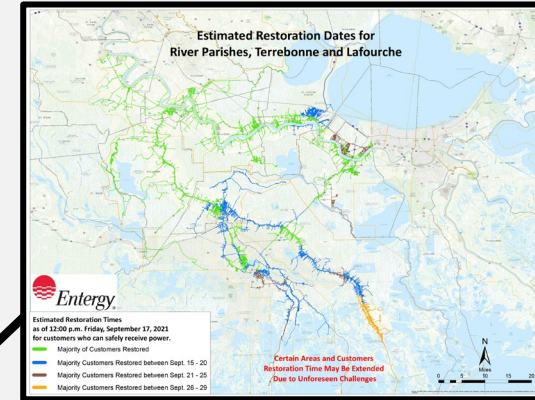 Estimated Restoration Dates for
River Parishes, Terrebonne and Lafourche
Entergy
Estimated Restoration Times
as of 12:00 p.m. Friday, September 17, 2021
for customers who can safely receive power.
Majority of Customers Restored
Majority Customers Restored between Sept. 15 - 20
Majority Customers Restored between Sept. 21 - 25
Majority Customers Restored between Sept. 26 - 29
Certain Areas and Customers
Restoration Time May Be Extended
Due to Unforeseen Challenges
N
Miles
0 5 10 15 20